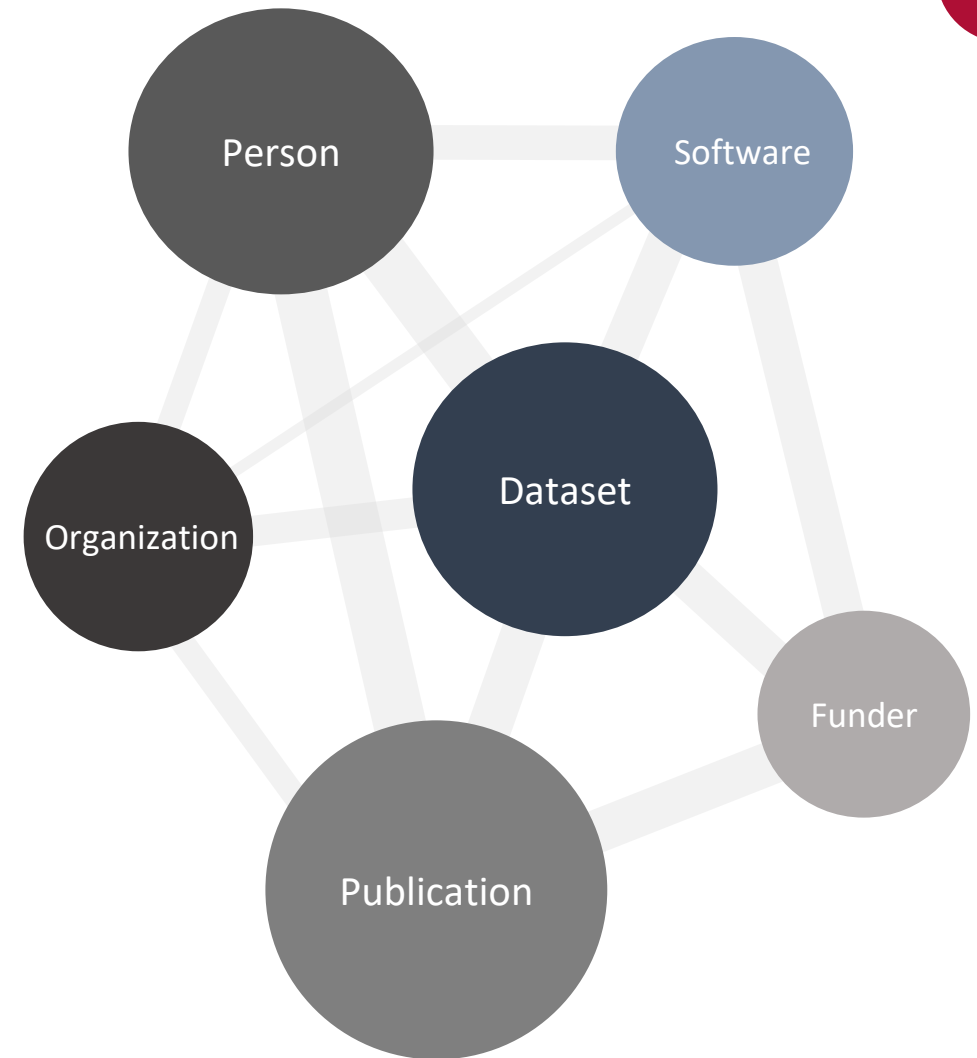 Person
Software
Dataset
Organization
Funder
Publication